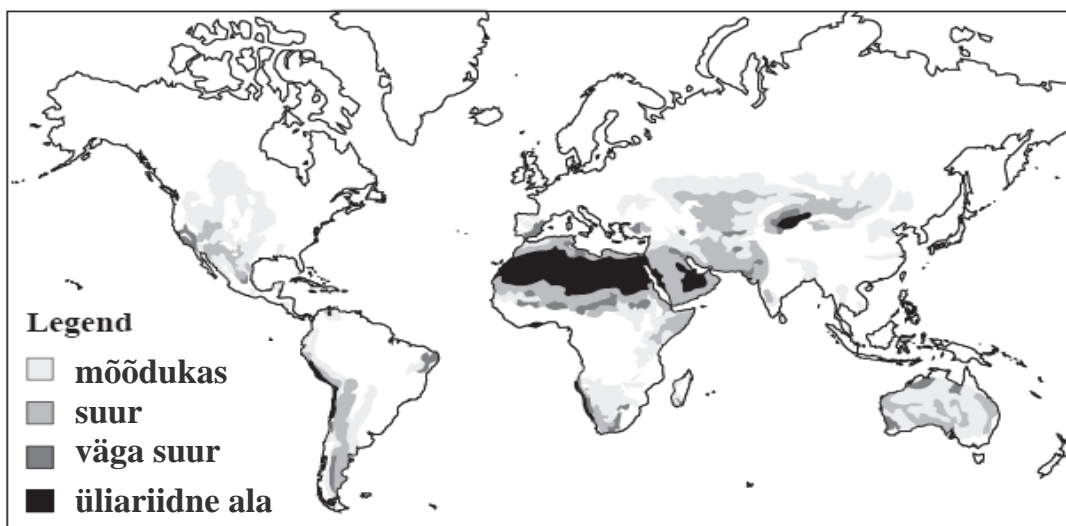 Legend
mõõdukas
suur
väga suur
üliariidne ala